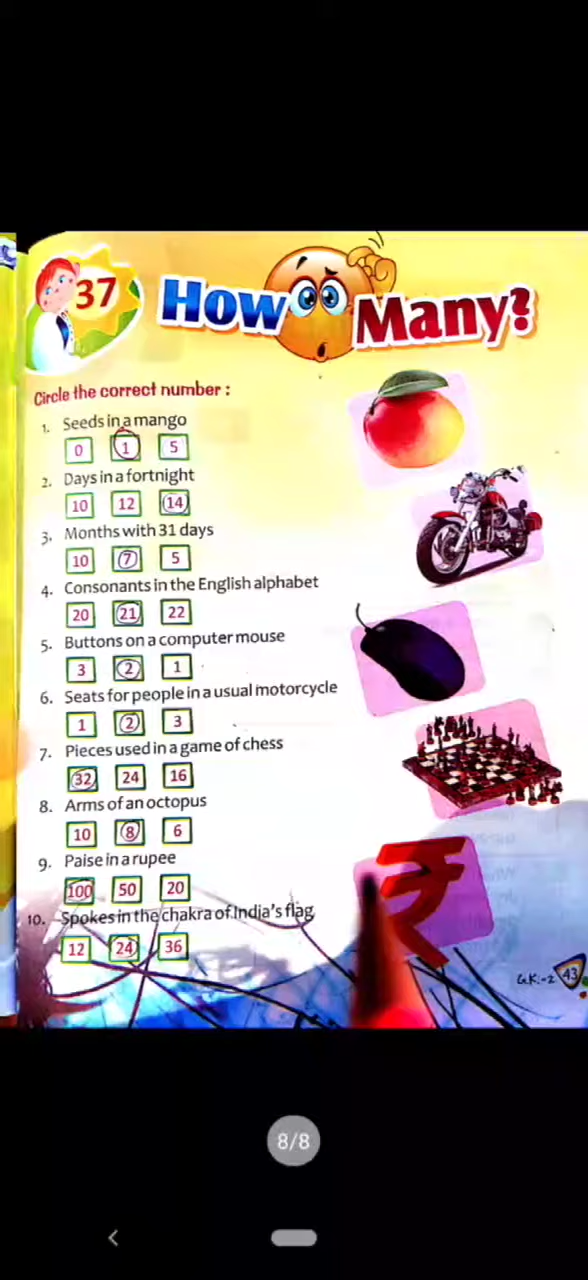 37
How Many?
Circle the correct number :
1. Seeds in a mango
0 1 5
2. Days in a fortnight
10 12 14
3. Months with 31 days
10 7 5
4. Consonants in the English alphabet
20 21 22
5. Buttons on a computer mouse
3 2 1
6. Seats for people in a usual motorcycle
1 2 3
7. Pieces used in a game of chess
32 24 16
8. Arms of an octopus
10 8 6
9. Paise in a rupee
100 50 20
₹
10. Spokes in the chakra of India's flag
12 24 36
G.K.-2 43
8/8